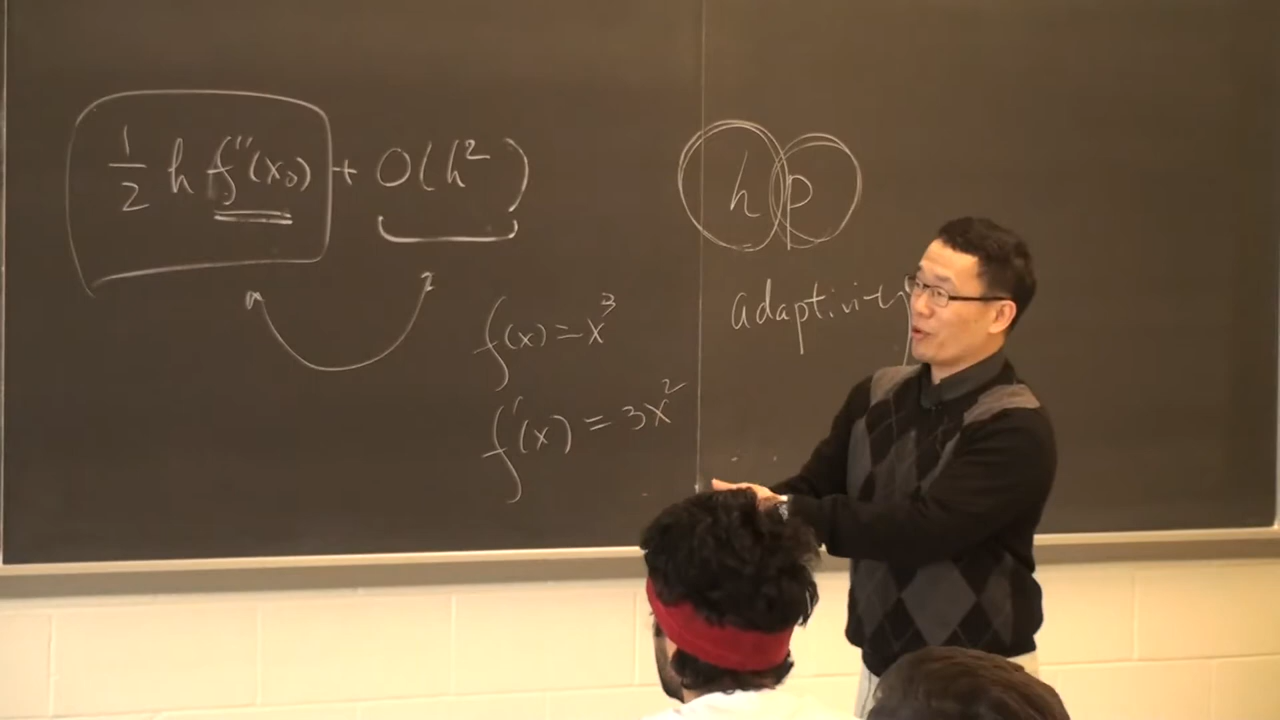 ½ h f''(x₀) + O(h²)
h p
adaptivity
f(x) = x³
f'(x) = 3x²